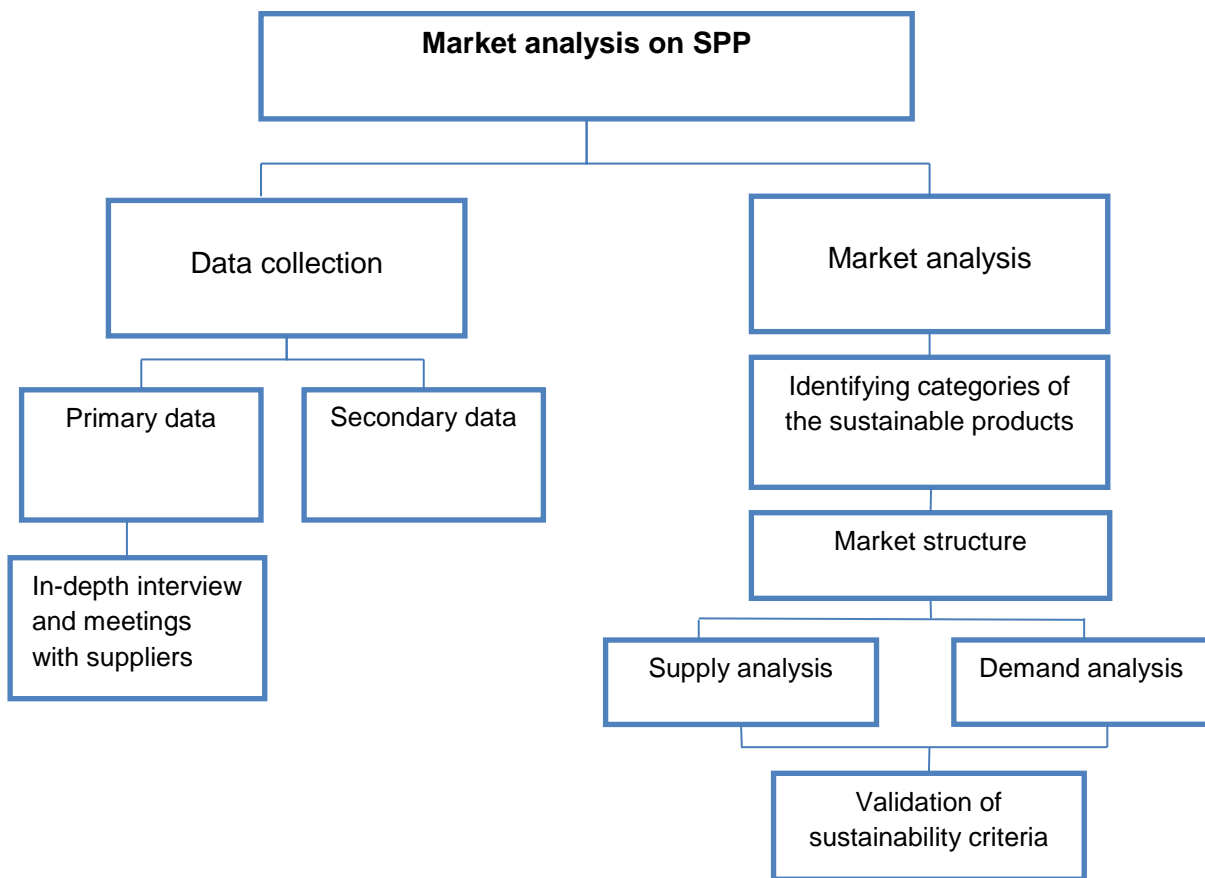 Market analysis on SPP
Data collection
Market analysis
Primary data
Secondary data
Identifying categories of
the sustainable products
In-depth interview
and meetings
with suppliers
Market structure
Supply analysis
Demand analysis
Validation of
sustainability criteria